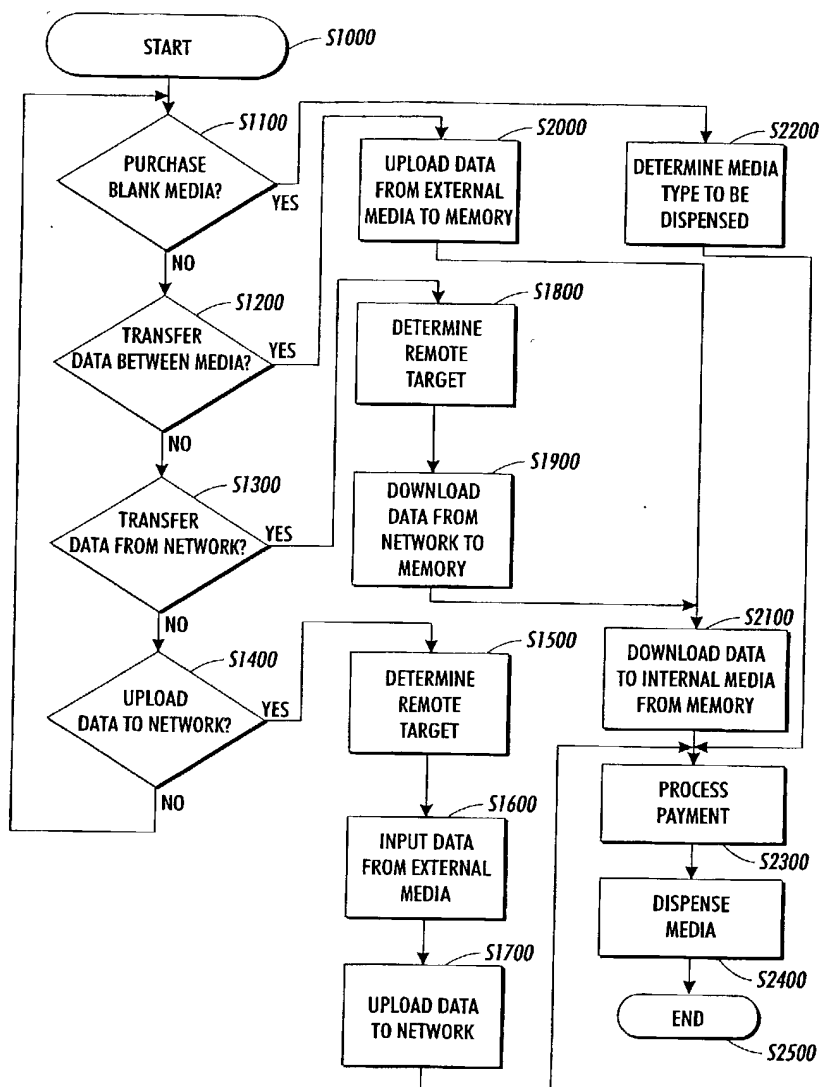 START
S1000
S1100
PURCHASE
BLANK MEDIA?
YES
NO
S2000
UPLOAD DATA
FROM EXTERNAL
MEDIA TO MEMORY
S2200
DETERMINE MEDIA
TYPE TO BE
DISPENSED
S1200
TRANSFER
DATA BETWEEN MEDIA?
YES
NO
S1800
DETERMINE
REMOTE
TARGET
S1300
TRANSFER
DATA FROM NETWORK?
YES
NO
S1900
DOWNLOAD
DATA FROM
NETWORK TO
MEMORY
S1400
UPLOAD
DATA TO NETWORK?
YES
NO
S1500
DETERMINE
REMOTE
TARGET
S2100
DOWNLOAD DATA
TO INTERNAL MEDIA
FROM MEMORY
S1600
INPUT DATA
FROM EXTERNAL
MEDIA
PROCESS
PAYMENT
S2300
S1700
UPLOAD DATA
TO NETWORK
DISPENSE
MEDIA
S2400
END
S2500